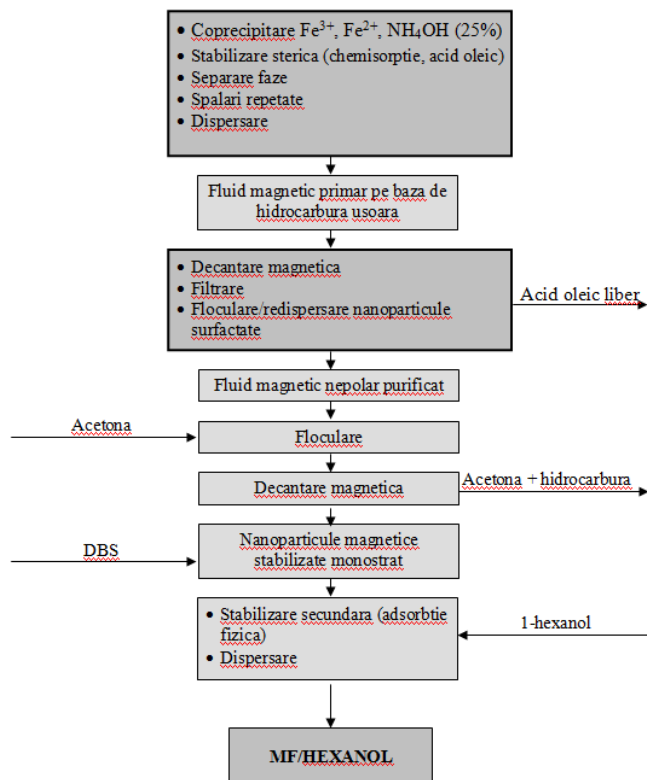 • Coprecipitare Fe³⁺, Fe²⁺, NH₄OH (25%)
• Stabilizare sterica (chemisorptie, acid oleic)
• Separare faze
• Spalari repetate
• Dispersare
Fluid magnetic primar pe baza de
hidrocarbura usoara
• Decantare magnetica
• Filtrare
• Floculare/redispersare nanoparticule
surfactate
Acid oleic liber
Fluid magnetic nepolar purificat
Acetona
Floculare
Decantare magnetica
Acetona + hidrocarbura
Nanoparticule magnetice
stabilizate monostrat
DBS
• Stabilizare secundara (adsorbtie
fizica)
• Dispersare
1-hexanol
MF/HEXANOL